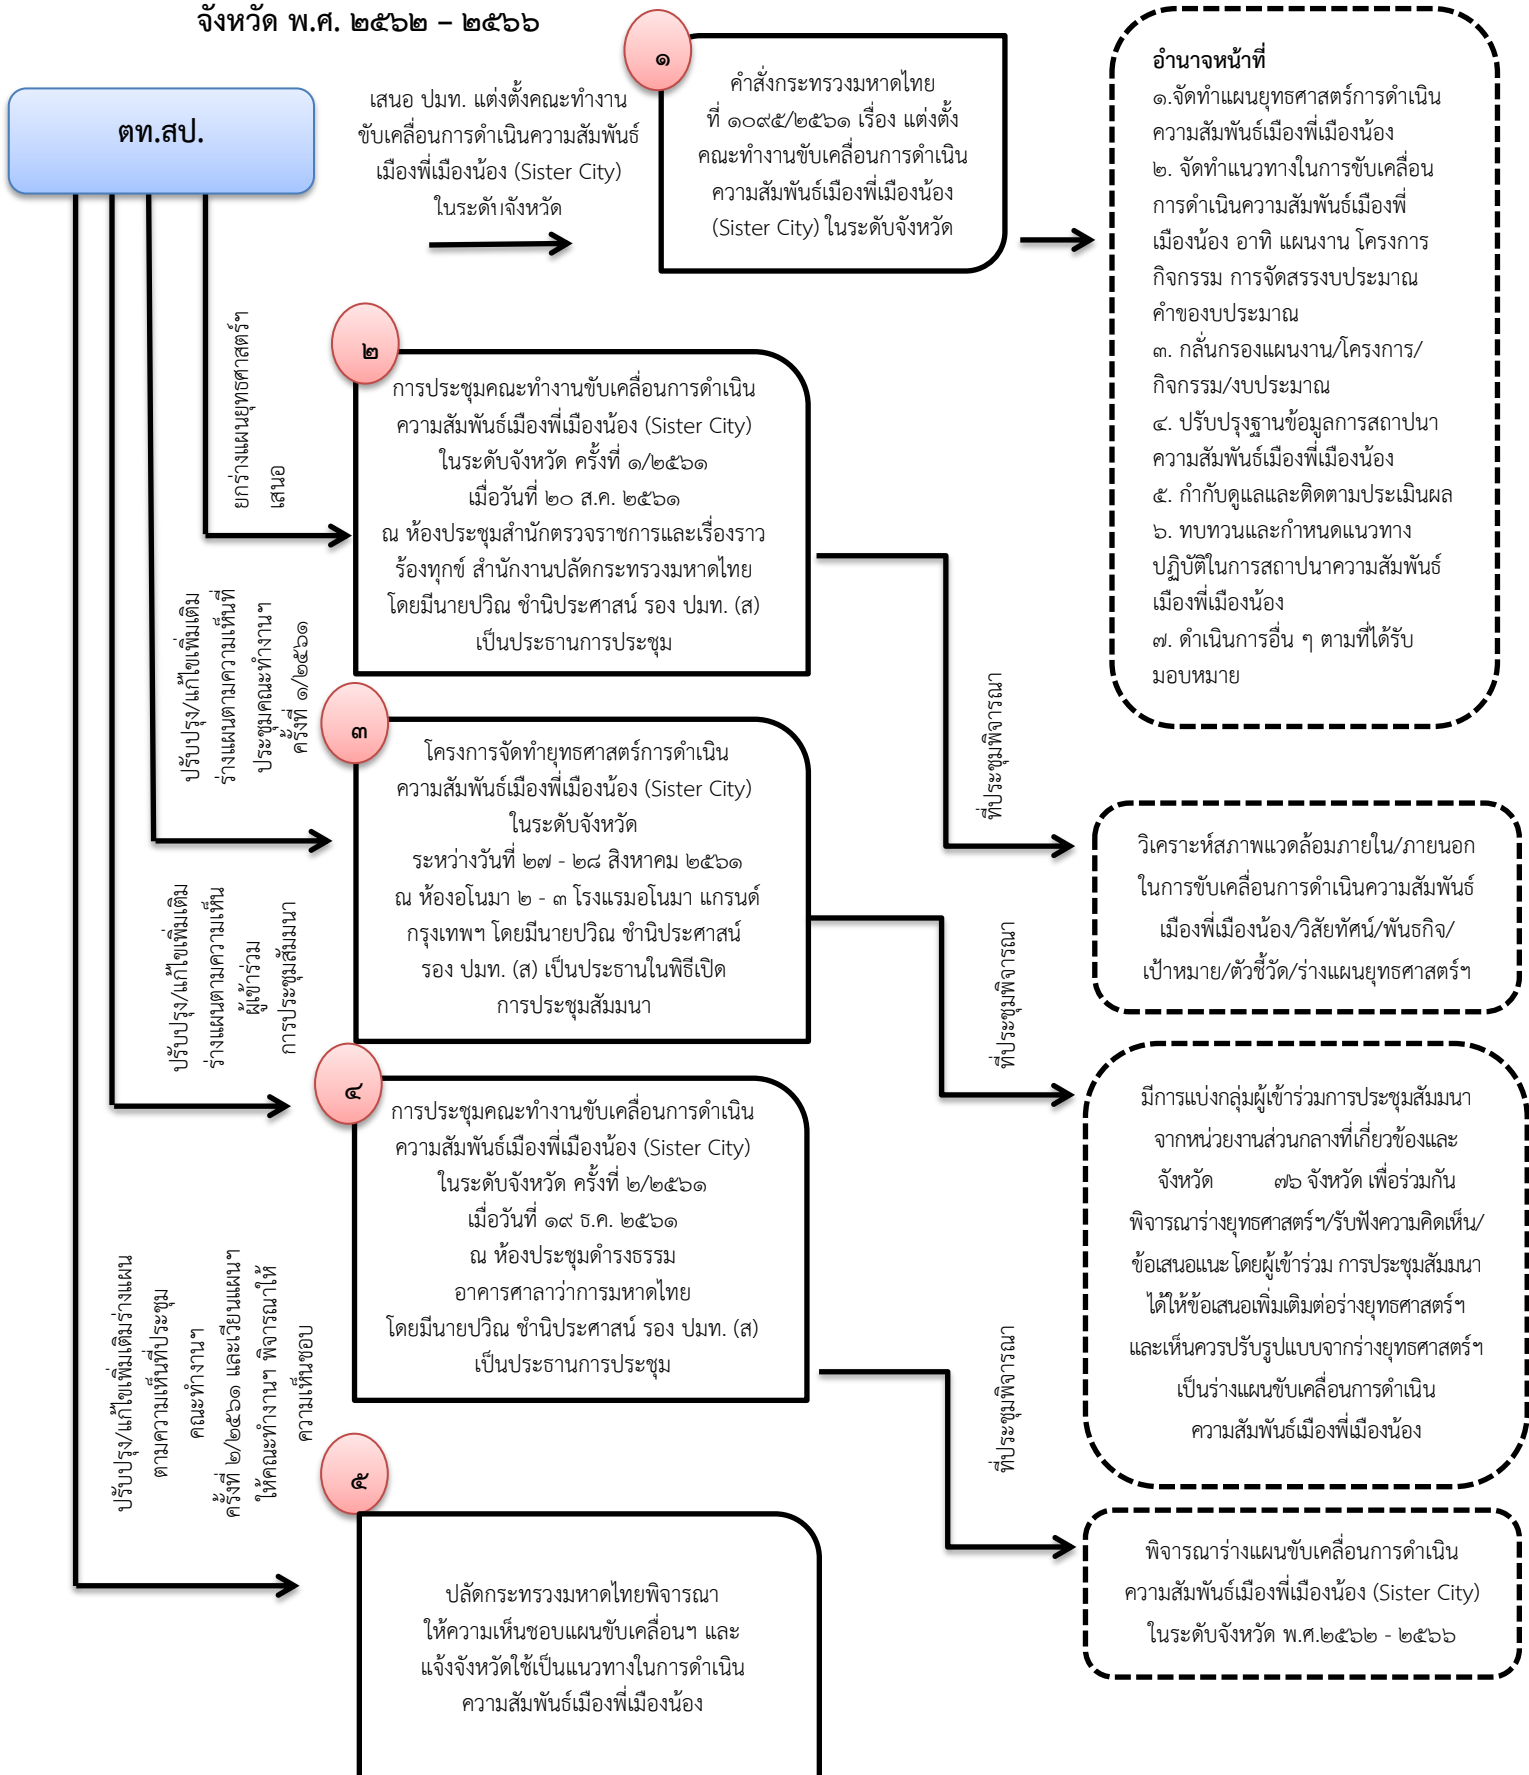 จังหวัด พ.ศ. ๒๕๖๒ – ๒๕๖๖
ตท.สป.
เสนอ ปมท. แต่งตั้งคณะทำงาน
ขับเคลื่อนการดำเนินความสัมพันธ์
เมืองพี่เมืองน้อง (Sister City)
ในระดับจังหวัด
๑
คำสั่งกระทรวงมหาดไทย
ที่ ๑๐๙๕/๒๕๖๑ เรื่อง แต่งตั้ง
คณะทำงานขับเคลื่อนการดำเนิน
ความสัมพันธ์เมืองพี่เมืองน้อง
(Sister City) ในระดับจังหวัด
อำนาจหน้าที่
๑.จัดทำแผนยุทธศาสตร์การดำเนิน
ความสัมพันธ์เมืองพี่เมืองน้อง
๒. จัดทำแนวทางในการขับเคลื่อน
การดำเนินความสัมพันธ์เมืองพี่
เมืองน้อง อาทิ แผนงาน โครงการ
กิจกรรม การจัดสรรงบประมาณ
คำของบประมาณ
๓. กลั่นกรองแผนงาน/โครงการ/
กิจกรรม/งบประมาณ
๔. ปรับปรุงฐานข้อมูลการสถาปนา
ความสัมพันธ์เมืองพี่เมืองน้อง
๕. กำกับดูแลและติดตามประเมินผล
๖. ทบทวนและกำหนดแนวทาง
ปฏิบัติในการสถาปนาความสัมพันธ์
เมืองพี่เมืองน้อง
๗. ดำเนินการอื่น ๆ ตามที่ได้รับ
มอบหมาย
ยกร่างแผนยุทธศาสตร์ฯ
เสนอ
๒
การประชุมคณะทำงานขับเคลื่อนการดำเนิน
ความสัมพันธ์เมืองพี่เมืองน้อง (Sister City)
ในระดับจังหวัด ครั้งที่ ๑/๒๕๖๑
เมื่อวันที่ ๒๐ ส.ค. ๒๕๖๑
ณ ห้องประชุมสำนักตรวจราชการและเรื่องราว
ร้องทุกข์ สำนักงานปลัดกระทรวงมหาดไทย
โดยมีนายปวิณ ชำนิประศาสน์ รอง ปมท. (ส)
เป็นประธานการประชุม
ที่ประชุมพิจารณา
วิเคราะห์สภาพแวดล้อมภายใน/ภายนอก
ในการขับเคลื่อนการดำเนินความสัมพันธ์
เมืองพี่เมืองน้อง/วิสัยทัศน์/พันธกิจ/
เป้าหมาย/ตัวชี้วัด/ร่างแผนยุทธศาสตร์ฯ
ปรับปรุง/แก้ไขเพิ่มเติม
ร่างแผนตามความเห็นที่
ประชุมคณะทำงานฯ
ครั้งที่ ๑/๒๕๖๑
๓
โครงการจัดทำยุทธศาสตร์การดำเนิน
ความสัมพันธ์เมืองพี่เมืองน้อง (Sister City)
ในระดับจังหวัด
ระหว่างวันที่ ๒๗ - ๒๘ สิงหาคม ๒๕๖๑
ณ ห้องอโนมา ๒ - ๓ โรงแรมอโนมา แกรนด์
กรุงเทพฯ โดยมีนายปวิณ ชำนิประศาสน์
รอง ปมท. (ส) เป็นประธานในพิธีเปิด
การประชุมสัมมนา
ที่ประชุมพิจารณา
มีการแบ่งกลุ่มผู้เข้าร่วมการประชุมสัมมนา
จากหน่วยงานส่วนกลางที่เกี่ยวข้องและ
จังหวัด ๗๖ จังหวัด เพื่อร่วมกัน
พิจารณาร่างยุทธศาสตร์ฯ/รับฟังความคิดเห็น/
ข้อเสนอแนะ โดยผู้เข้าร่วม การประชุมสัมมนา
ได้ให้ข้อเสนอเพิ่มเติมต่อร่างยุทธศาสตร์ฯ
และเห็นควรปรับรูปแบบจากร่างยุทธศาสตร์ฯ
เป็นร่างแผนขับเคลื่อนการดำเนิน
ความสัมพันธ์เมืองพี่เมืองน้อง
ปรับปรุง/แก้ไขเพิ่มเติม
ร่างแผนตามความเห็น
ผู้เข้าร่วม
การประชุมสัมมนา
๔
การประชุมคณะทำงานขับเคลื่อนการดำเนิน
ความสัมพันธ์เมืองพี่เมืองน้อง (Sister City)
ในระดับจังหวัด ครั้งที่ ๒/๒๕๖๑
เมื่อวันที่ ๑๙ ธ.ค. ๒๕๖๑
ณ ห้องประชุมดำรงธรรม
อาคารศาลาว่าการมหาดไทย
โดยมีนายปวิณ ชำนิประศาสน์ รอง ปมท. (ส)
เป็นประธานการประชุม
ที่ประชุมพิจารณา
พิจารณาร่างแผนขับเคลื่อนการดำเนิน
ความสัมพันธ์เมืองพี่เมืองน้อง (Sister City)
ในระดับจังหวัด พ.ศ.๒๕๖๒ - ๒๕๖๖
ปรับปรุง/แก้ไขเพิ่มเติมร่างแผน
ตามความเห็นที่ประชุม
คณะทำงานฯ
ครั้งที่ ๒/๒๕๖๑ และเวียนแผนฯ
ให้คณะทำงานฯ พิจารณาให้
ความเห็นชอบ
๕
ปลัดกระทรวงมหาดไทยพิจารณา
ให้ความเห็นชอบแผนขับเคลื่อนฯ และ
แจ้งจังหวัดใช้เป็นแนวทางในการดำเนิน
ความสัมพันธ์เมืองพี่เมืองน้อง